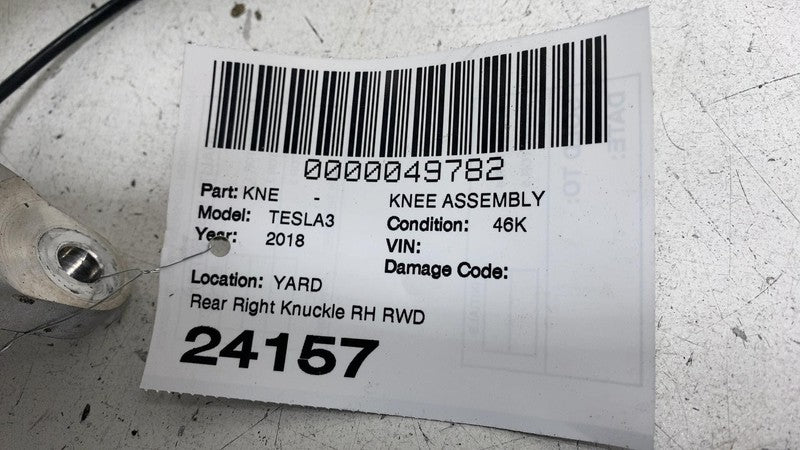 0000049782
Part: KNE - KNEE ASSEMBLY
Model: TESLA3 Condition: 46K
Year: 2018 VIN:
Damage Code:
Location: YARD
Rear Right Knuckle RH RWD
24157
DATE: